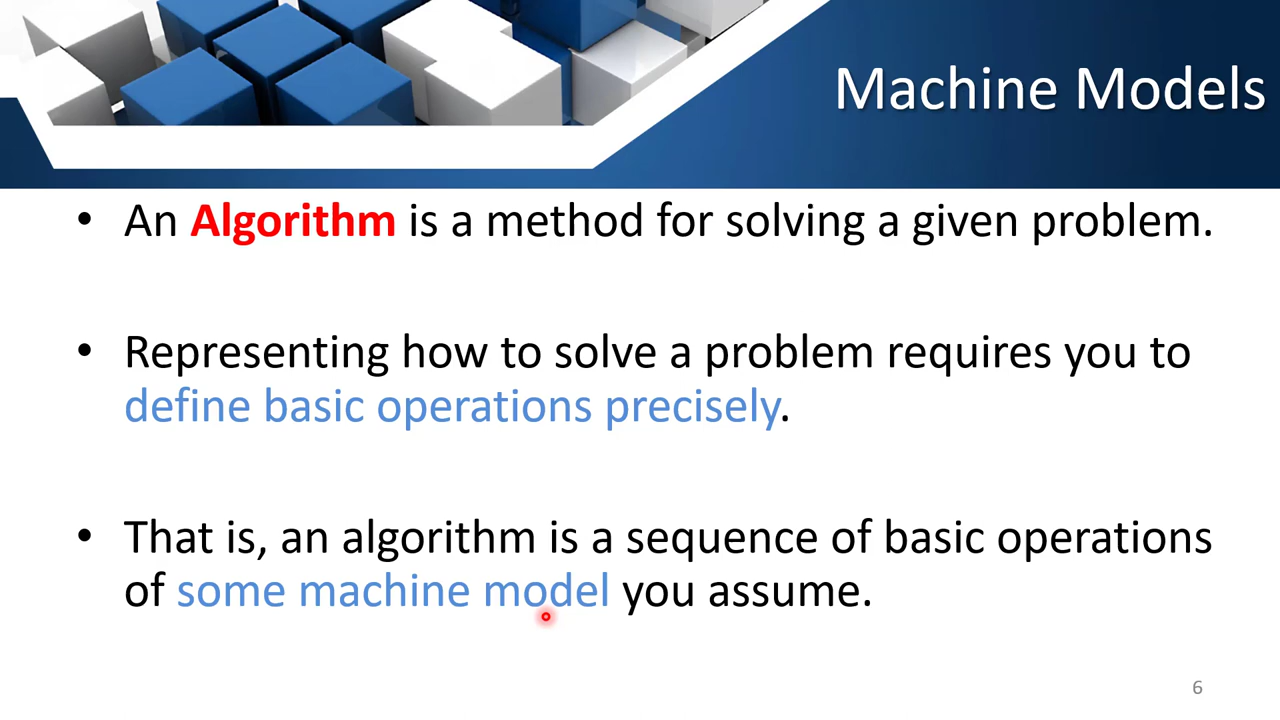 Machine Models
• An Algorithm is a method for solving a given problem.
• Representing how to solve a problem requires you to
define basic operations precisely.
• That is, an algorithm is a sequence of basic operations
of some machine model you assume.
6